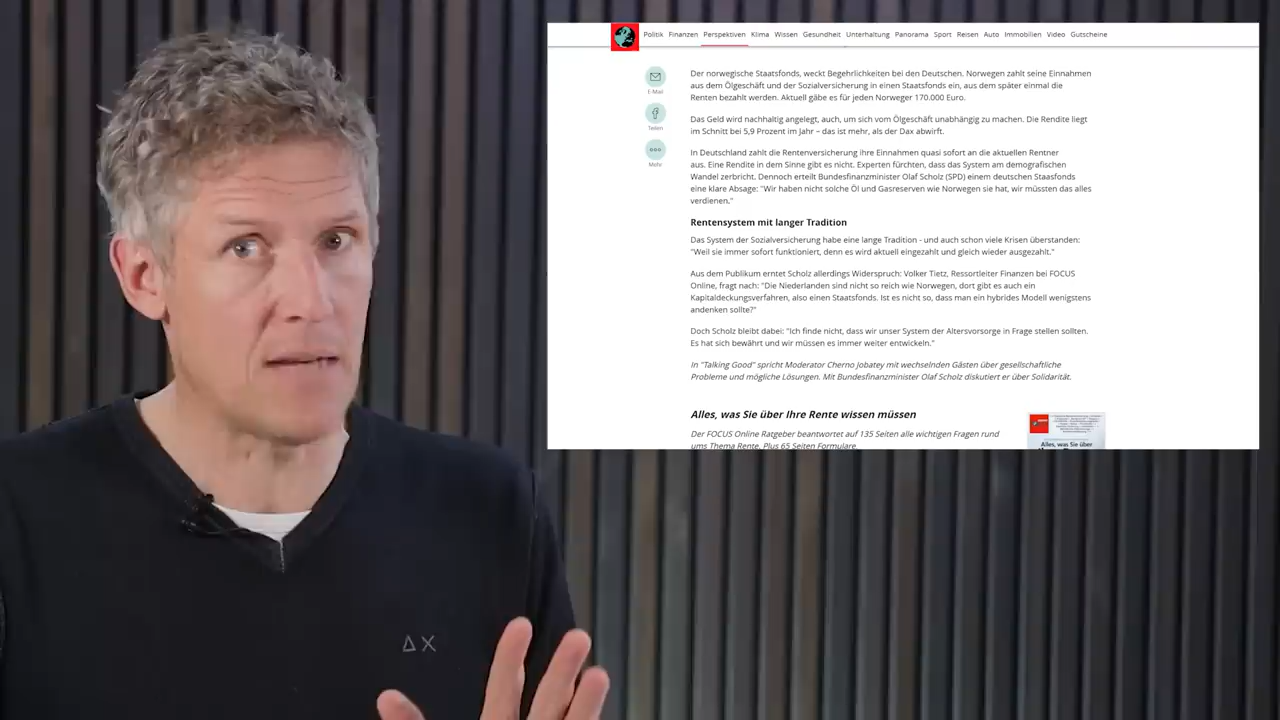 Politik Finanzen Perspektiven Klima Wissen Gesundheit Unterhaltung Panorama Sport Reisen Auto Immobilien Video Gutscheine
E-Mail
Teilen
Mehr
Der norwegische Staatsfonds, weckt Begehrlichkeiten bei den Deutschen. Norwegen zahlt seine Einnahmen
aus dem Ölgeschäft und der Sozialversicherung in einen Staatsfonds ein, aus dem später einmal die
Renten bezahlt werden. Aktuell gäbe es für jeden Norweger 170.000 Euro.
Das Geld wird nachhaltig angelegt, auch, um sich vom Ölgeschäft unabhängig zu machen. Die Rendite liegt
im Schnitt bei 5,9 Prozent im Jahr – das ist mehr, als der Dax abwirft.
In Deutschland zahlt die Rentenversicherung ihre Einnahmen quasi sofort an die aktuellen Rentner
aus. Eine Rendite in dem Sinne gibt es nicht. Experten fürchten, dass das System am demografischen
Wandel zerbricht. Dennoch erteilt Bundesfinanzminister Olaf Scholz (SPD) einem deutschen Staasfonds
eine klare Absage: "Wir haben nicht solche Öl und Gasreserven wie Norwegen sie hat, wir müssten das alles
verdienen."
Rentensystem mit langer Tradition
Das System der Sozialversicherung habe eine lange Tradition - und auch schon viele Krisen überstanden:
"Weil sie immer sofort funktioniert, denn es wird aktuell eingezahlt und gleich wieder ausgezahlt."
Aus dem Publikum erntet Scholz allerdings Widerspruch: Volker Tietz, Ressortleiter Finanzen bei FOCUS
Online, fragt nach: "Die Niederlanden sind nicht so reich wie Norwegen, dort gibt es auch ein
Kapitaldeckungsverfahren, also einen Staatsfonds. Ist es nicht so, dass man ein hybrides Modell wenigstens
andenken sollte?"
Doch Scholz bleibt dabei: "Ich finde nicht, dass wir unser System der Altersvorsorge in Frage stellen sollten.
Es hat sich bewährt und wir müssen es immer weiter entwickeln."
In "Talking Good" spricht Moderator Cherno Jobatey mit wechselnden Gästen über gesellschaftliche
Probleme und mögliche Lösungen. Mit Bundesfinanzminister Olaf Scholz diskutiert er über Solidarität.
Alles, was Sie über Ihre Rente wissen müssen
Der FOCUS Online Ratgeber beantwortet auf 135 Seiten alle wichtigen Fragen rund
ums Thema Rente. Plus 65 Seiten Formulare.
Alles, was Sie über
Δ X